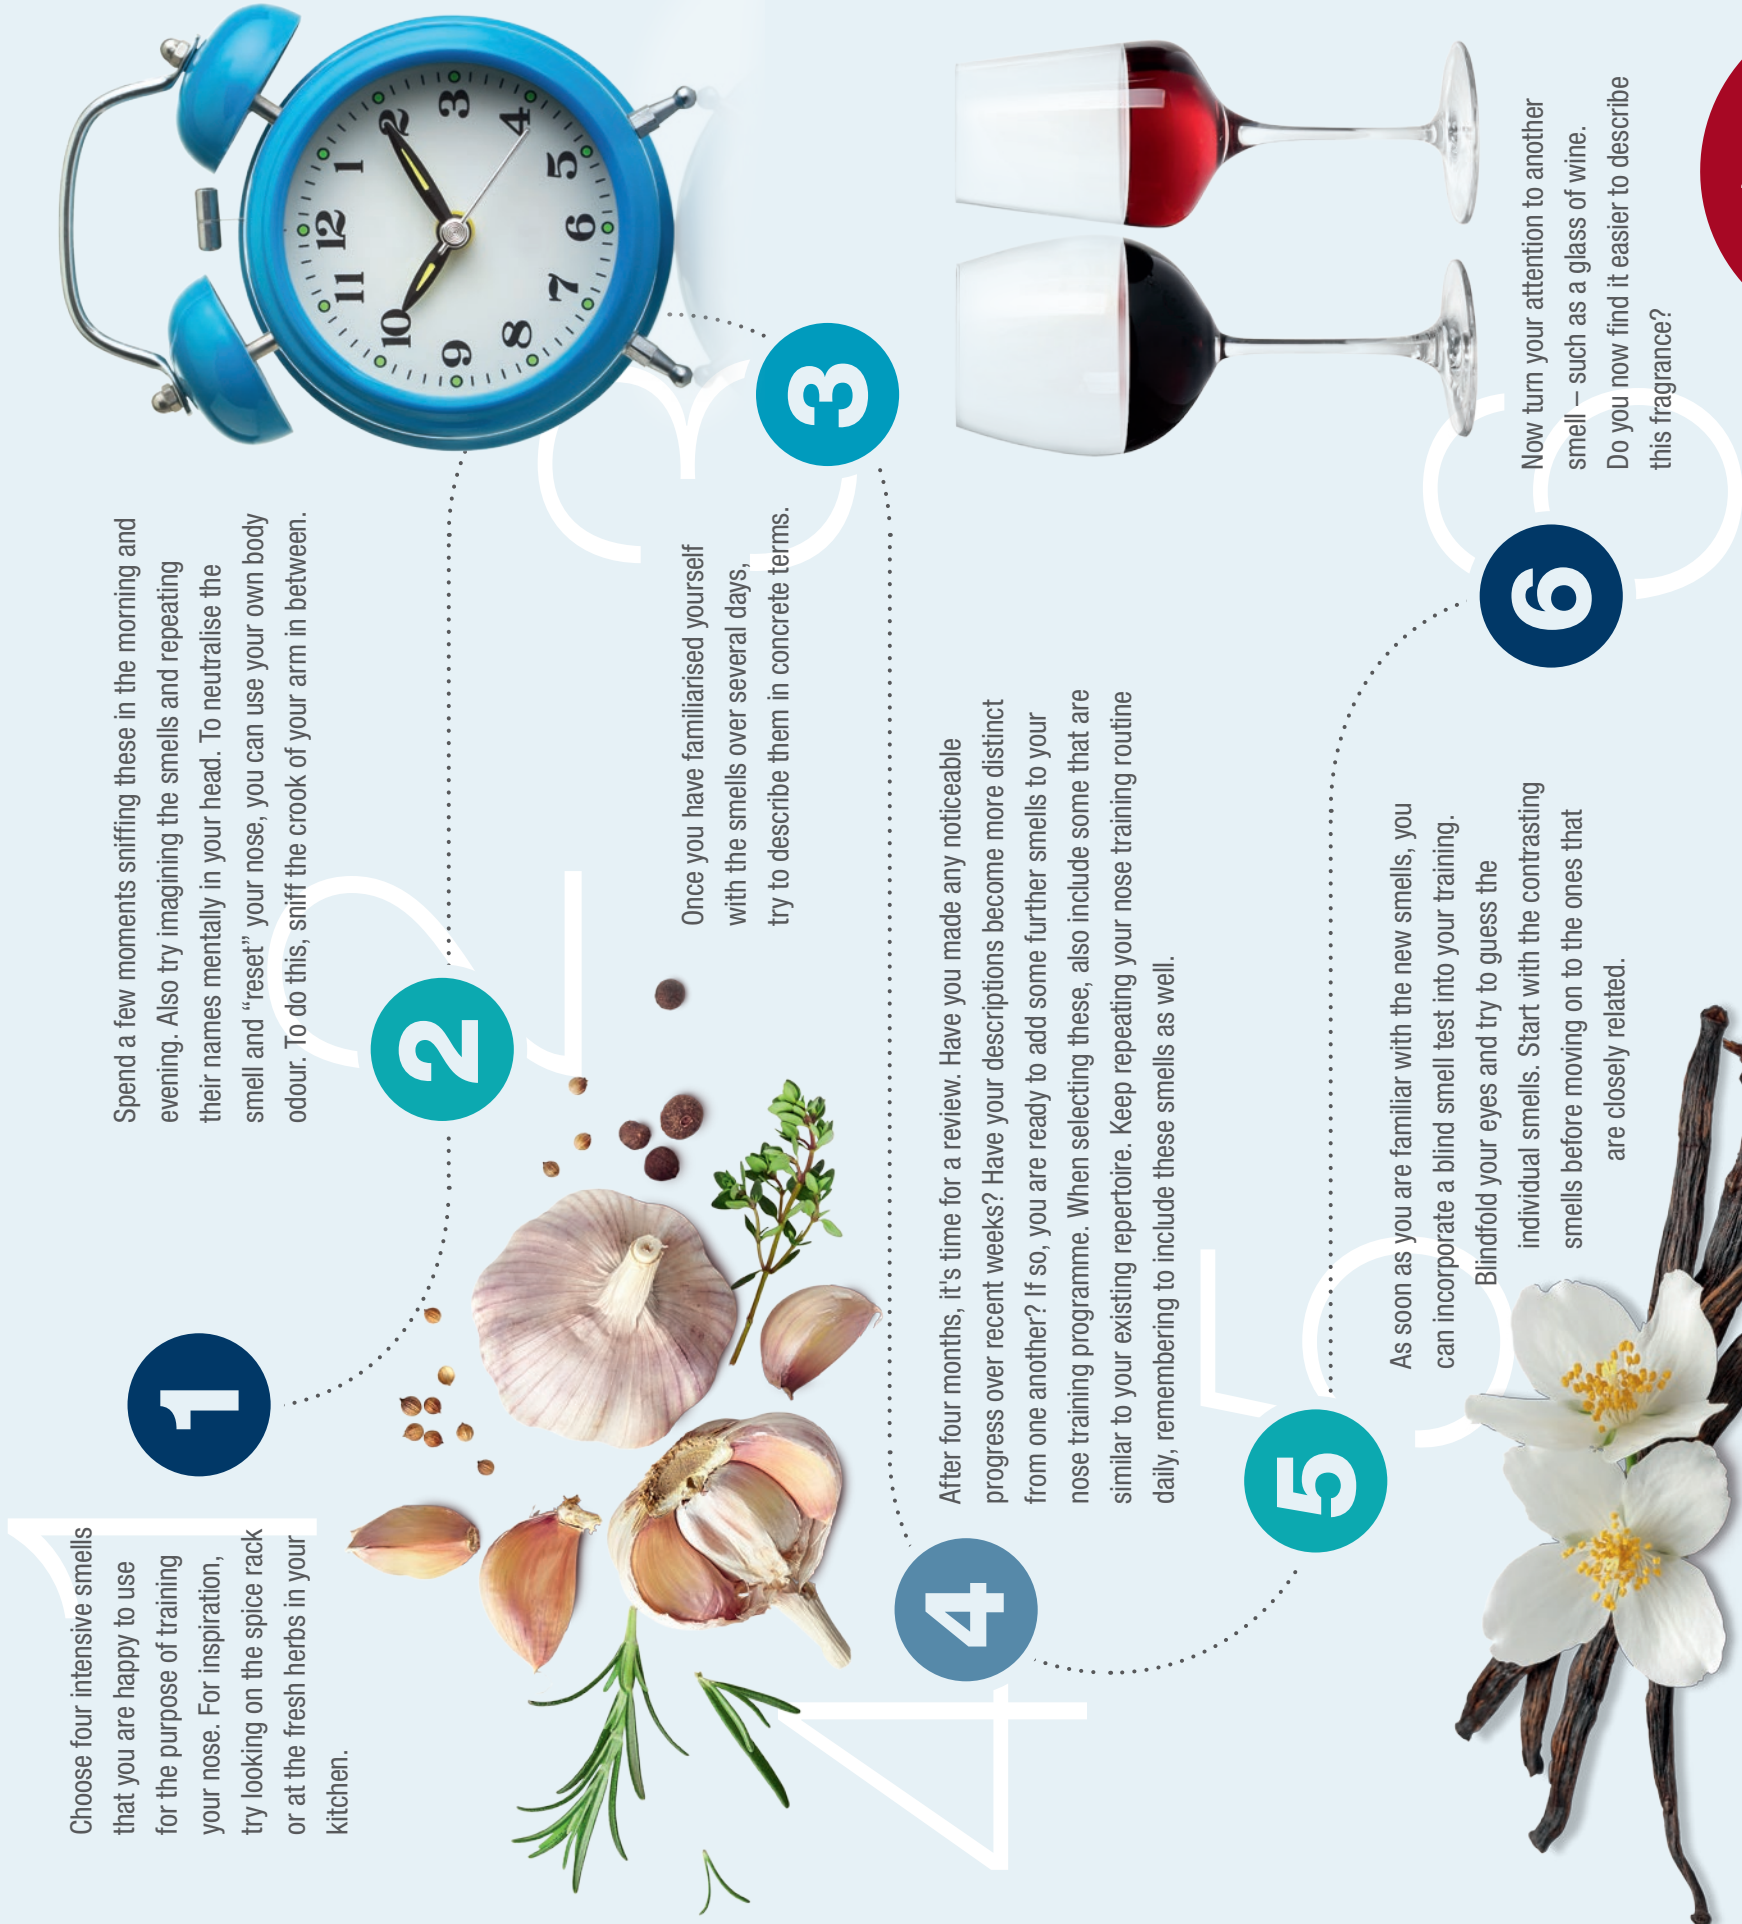 1
Choose four intensive smells
that you are happy to use
for the purpose of training
your nose. For inspiration,
try looking on the spice rack
or at the fresh herbs in your
kitchen.
2
Spend a few moments sniffing these in the morning and
evening. Also try imagining the smells and repeating
their names mentally in your head. To neutralise the
smell and “reset” your nose, you can use your own body
odour. To do this, sniff the crook of your arm in between.
12
1
2
3
4
5
6
7
8
9
10
11
3
Once you have familiarised yourself
with the smells over several days,
try to describe them in concrete terms.
4
After four months, it's time for a review. Have you made any noticeable
progress over recent weeks? Have your descriptions become more distinct
from one another? If so, you are ready to add some further smells to your
nose training programme. When selecting these, also include some that are
similar to your existing repertoire. Keep repeating your nose training routine
daily, remembering to include these smells as well.
5
As soon as you are familiar with the new smells, you
can incorporate a blind smell test into your training.
Blindfold your eyes and try to guess the
individual smells. Start with the contrasting
smells before moving on to the ones that
are closely related.
6
Now turn your attention to another
smell – such as a glass of wine.
Do you now find it easier to describe
this fragrance?